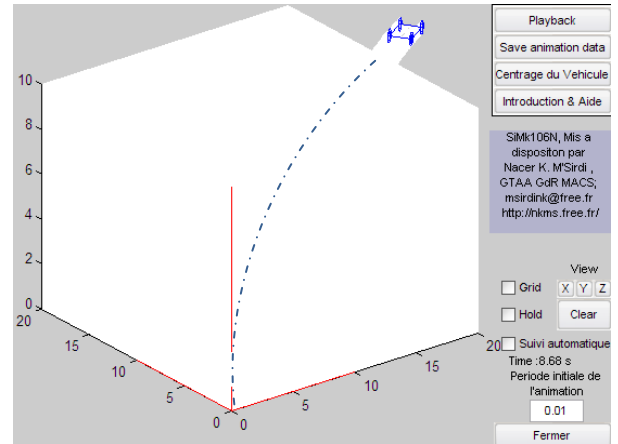 10
8
6
4
2
0
20
15
10
5
0
0
5
10
15
20
Playback
Save animation data
Centrage du Vehicule
Introduction & Aide
SiMk106N, Mis a
dispositon par
Nacer K. M'Sirdi ,
GTAA GdR MACS;
msirdink@free.fr
http://nkms.free.fr/
View
Grid X Y Z
Hold Clear
Suivi automatique
Time :8.68 s
Periode initiale de
l'animation
0.01
Fermer